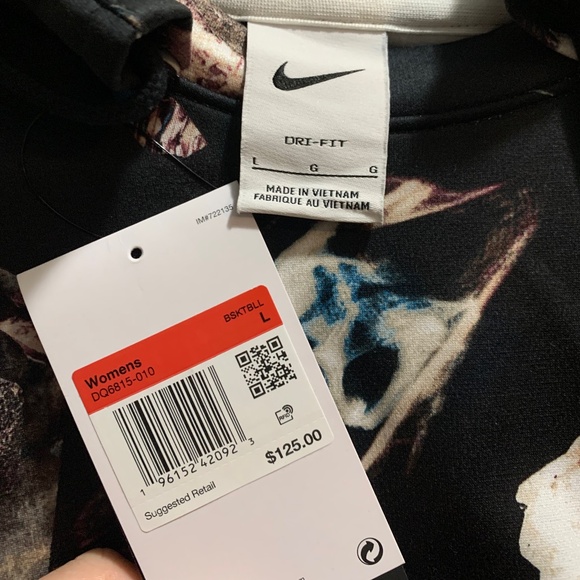 DRI-FIT
L G G
MADE IN VIETNAM
FABRIQUE AU VIETNAM
BSKTBLL
Womens L
DQ6815-010
1 96152 42092 3
RFID
$125.00
Suggested Retail